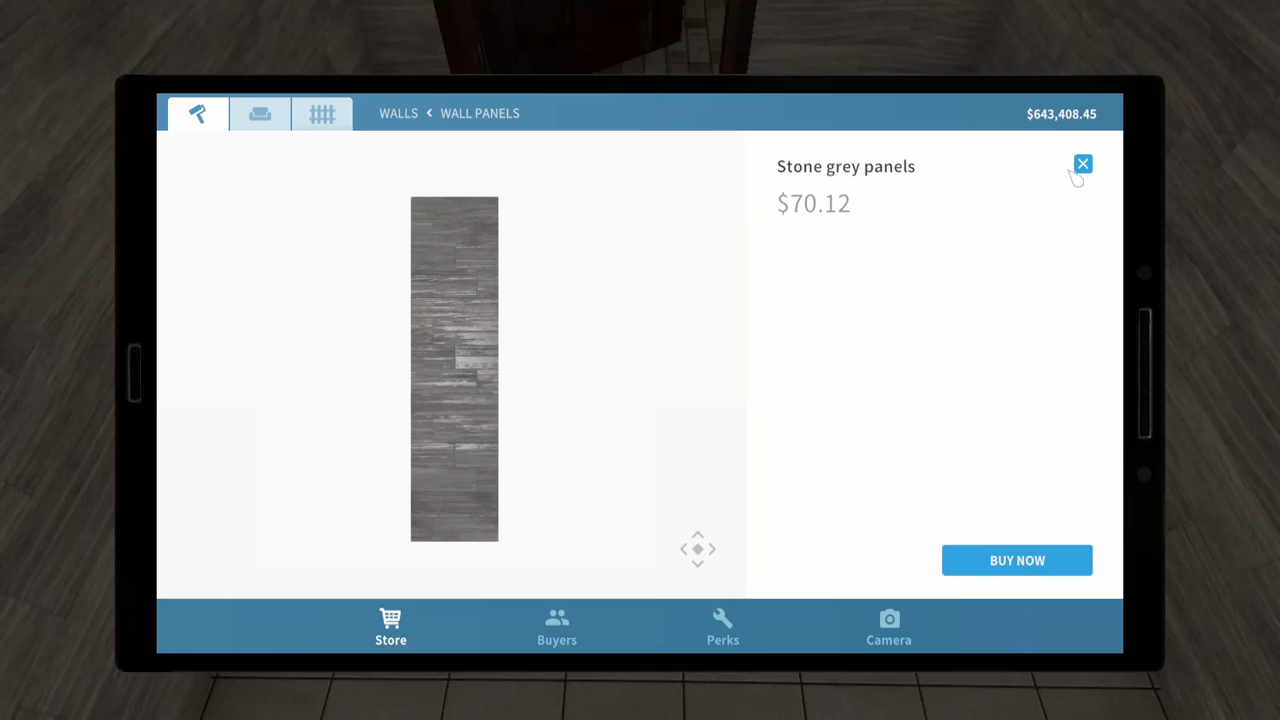 WALLS < WALL PANELS
$643,408.45
Stone grey panels
$70.12
BUY NOW
Store
Buyers
Perks
Camera